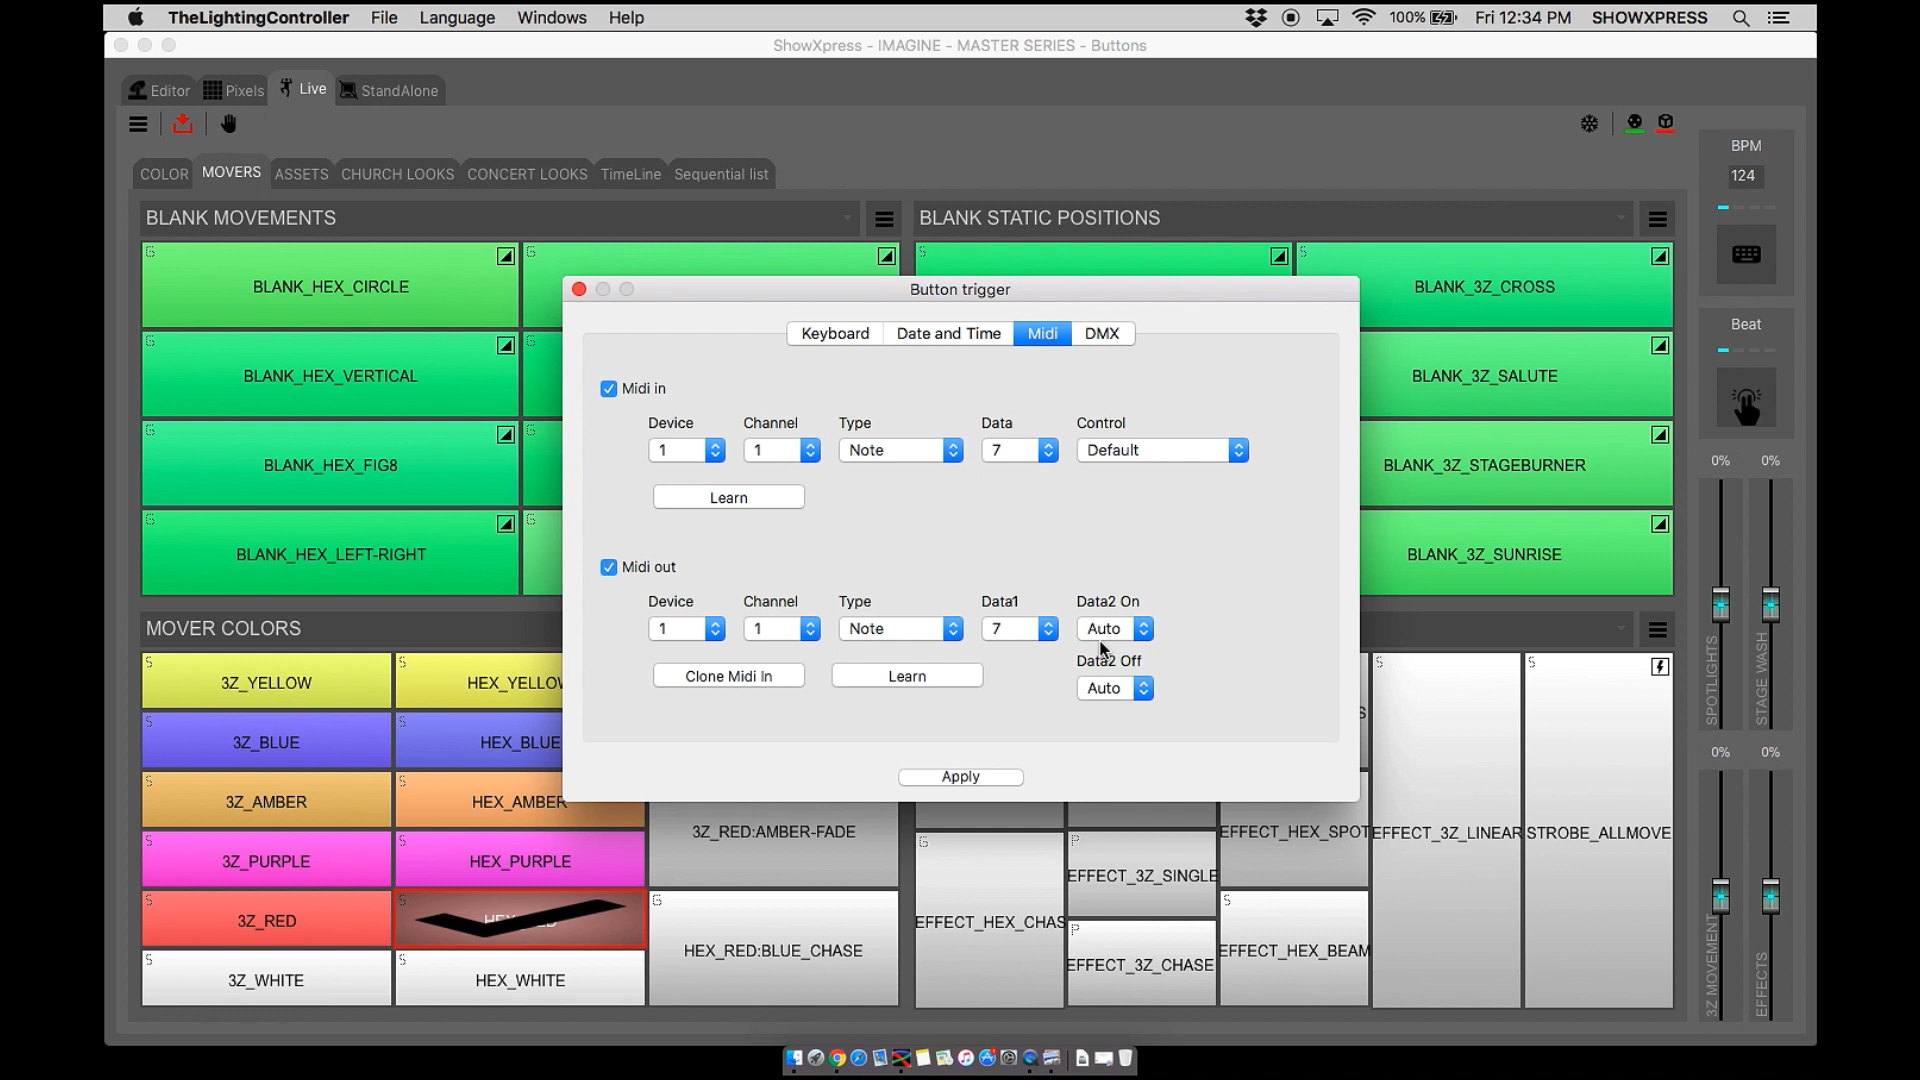 TheLightingController File Language Windows Help
100% Fri 12:34 PM SHOWXPRESS
ShowXpress - IMAGINE - MASTER SERIES - Buttons
Editor Pixels Live StandAlone
COLOR MOVERS ASSETS CHURCH LOOKS CONCERT LOOKS TimeLine Sequential list
BPM
124
Beat
BLANK MOVEMENTS
BLANK STATIC POSITIONS
G G S S
BLANK_HEX_CIRCLE
BLANK_3Z_CROSS
G G
BLANK_HEX_VERTICAL
BLANK_3Z_SALUTE
G G
BLANK_HEX_FIG8
BLANK_3Z_STAGEBURNER
G G
BLANK_HEX_LEFT-RIGHT
BLANK_3Z_SUNRISE
Button trigger
Keyboard Date and Time Midi DMX
Midi in
Device Channel Type Data Control
1 1 Note 7 Default
Learn
Midi out
Device Channel Type Data1 Data2 On
1 1 Note 7 Auto
Data2 Off
Clone Midi In Learn Auto
Apply
MOVER COLORS
S S S S
3Z_YELLOW HEX_YELLOW
S
3Z_BLUE HEX_BLUE
S
S
3Z_AMBER HEX_AMBER
S S
3Z_PURPLE HEX_PURPLE
S S
3Z_RED
S S
3Z_WHITE HEX_WHITE
3Z_RED:AMBER-FADE
G
HEX_RED:BLUE_CHASE
G
EFFECT_HEX_CHAS
P
EFFECT_3Z_SINGLE
P
EFFECT_3Z_CHASE
EFFECT_HEX_SPOT
S
EFFECT_HEX_BEAM
EFFECT_3Z_LINEAR
STROBE_ALLMOVE
0% 0%
SPOTLIGHTS
STAGE WASH
0% 0%
3Z MOVEMENT
EFFECTS